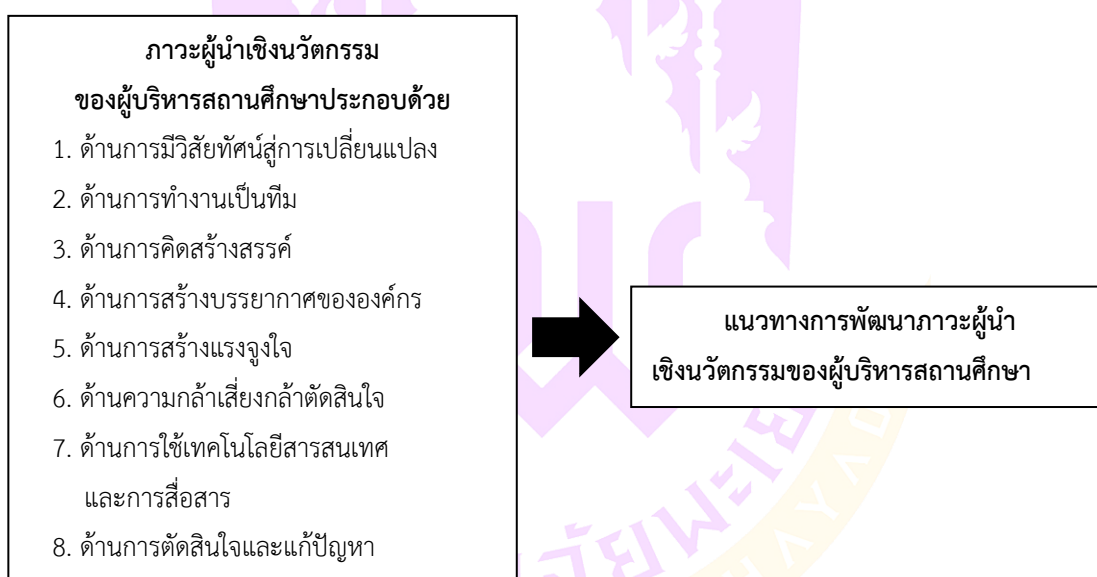 ภาวะผู้นำเชิงนวัตกรรม
ของผู้บริหารสถานศึกษาประกอบด้วย
1. ด้านการมีวิสัยทัศน์สู่การเปลี่ยนแปลง
2. ด้านการทำงานเป็นทีม
3. ด้านการคิดสร้างสรรค์
4. ด้านการสร้างบรรยากาศขององค์กร
5. ด้านการสร้างแรงจูงใจ
6. ด้านความกล้าเสี่ยงกล้าตัดสินใจ
7. ด้านการใช้เทคโนโลยีสารสนเทศ
และการสื่อสาร
8. ด้านการตัดสินใจและแก้ปัญหา
แนวทางการพัฒนาภาวะผู้นำ
เชิงนวัตกรรมของผู้บริหารสถานศึกษา